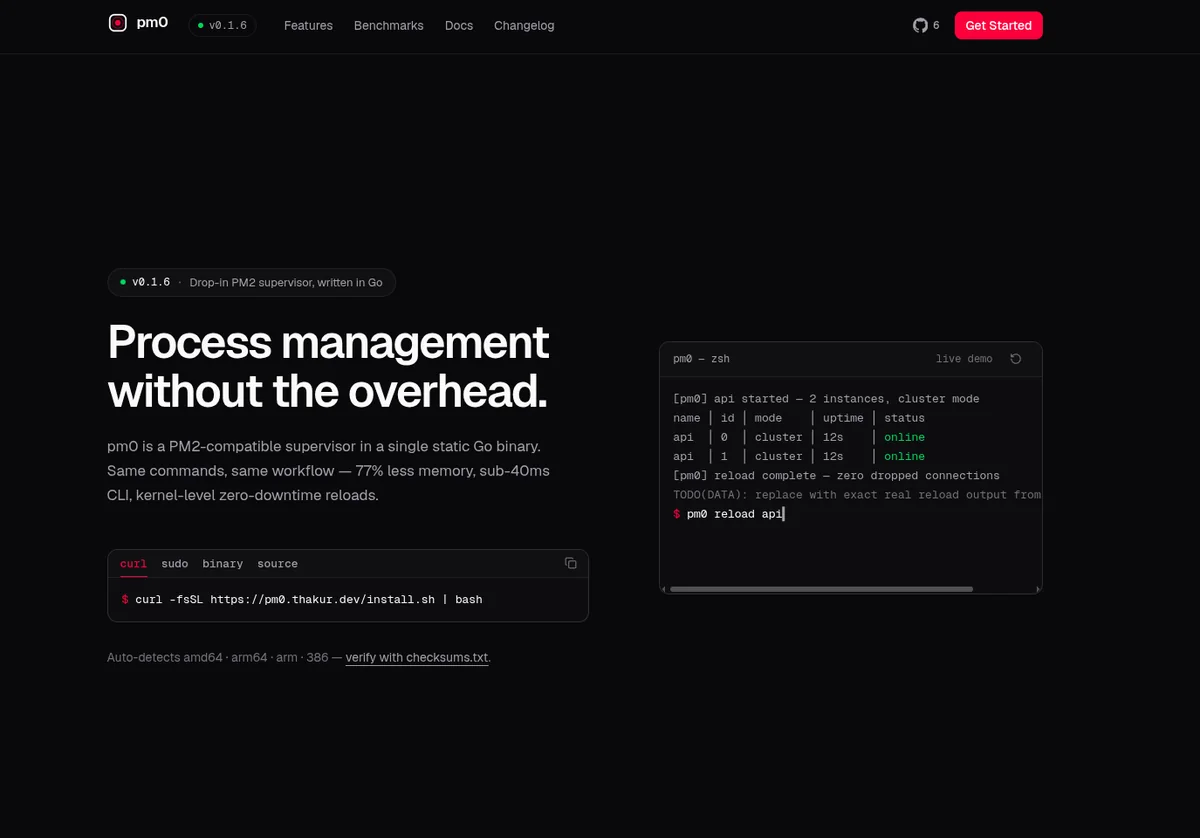 pm0
v0.1.6
Features
Benchmarks
Docs
Changelog
6
Get Started
v0.1.6 · Drop-in PM2 supervisor, written in Go
Process management
without the overhead.
pm0 is a PM2-compatible supervisor in a single static Go binary.
Same commands, same workflow — 77% less memory, sub-40ms
CLI, kernel-level zero-downtime reloads.
curl sudo binary source
$ curl -fsSL https://pm0.thakur.dev/install.sh | bash
Auto-detects amd64 · arm64 · arm · 386 — verify with checksums.txt.
pm0 — zsh
live demo
[pm0] api started — 2 instances, cluster mode
name │ id │ mode │ uptime │ status
api │ 0 │ cluster │ 12s │ online
api │ 1 │ cluster │ 12s │ online
[pm0] reload complete — zero dropped connections
TODO(DATA): replace with exact real reload output from
$ pm0 reload api